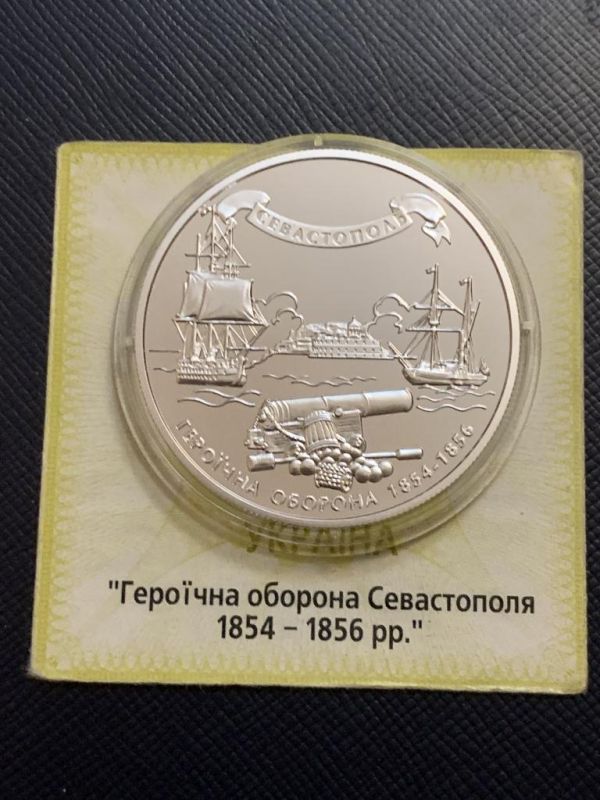 СЕВАСТОПОЛЬ
ГЕРОЇЧНА ОБОРОНА 1854-1856
УКРАЇНА
"Героїчна оборона Севастополя
1854 – 1856 рр."